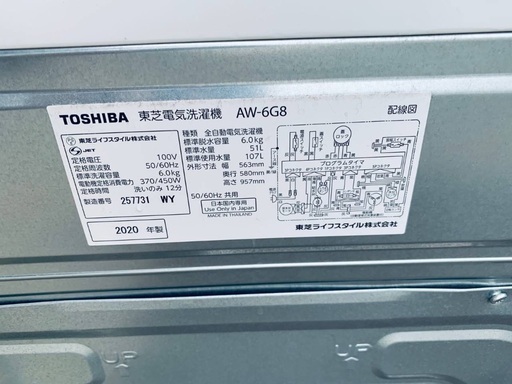 TOSHIBA 東芝電気洗濯機 AW-6G8 配線図
東芝ライフスタイル株式会社
JET
定格電圧 100V
定格周波数 50/60Hz
標準洗濯容量 6.0kg
電動機定格消費電力 370/450W
定格時間 洗いのみ 12分
製造番号 257731 WY
2020 年製
種類 全自動電気洗濯機
標準脱水容量 6.0kg
標準水量 51L
標準使用水量 107L
外形寸法 幅 563mm
奥行 580mm
高さ 957mm
50/60Hz 共用
日本国内専用
Use Only in Japan
MADE IN THAILAND
プログラムタイマ
東芝ライフスタイル株式会社
UP
UP